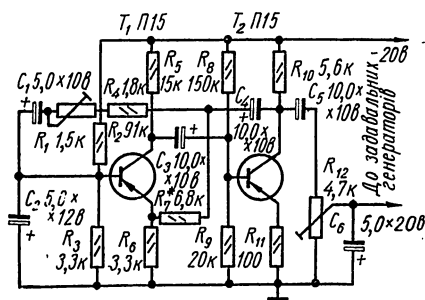 T₁ П15 T₂ П15
-20в
C₁ 5,0×10в
R₁ 1,5к
R₂ 91к
R₄ 1,8к
R₅
15к
R₈
150к
R₁₀ 5,6к
C₄
10,0×
×10в
C₅ 10,0×
×10в
C₃ 10,0×
×10в
R₇* 6,8к
R₁₂
4,7к
До задавальних
генераторів
C₂ 5,0×
×12в
R₃
3,3к
R₆
3,3к
R₉
20к
R₁₁
100
C₆
5,0×20в
+
+
+
+
+
+